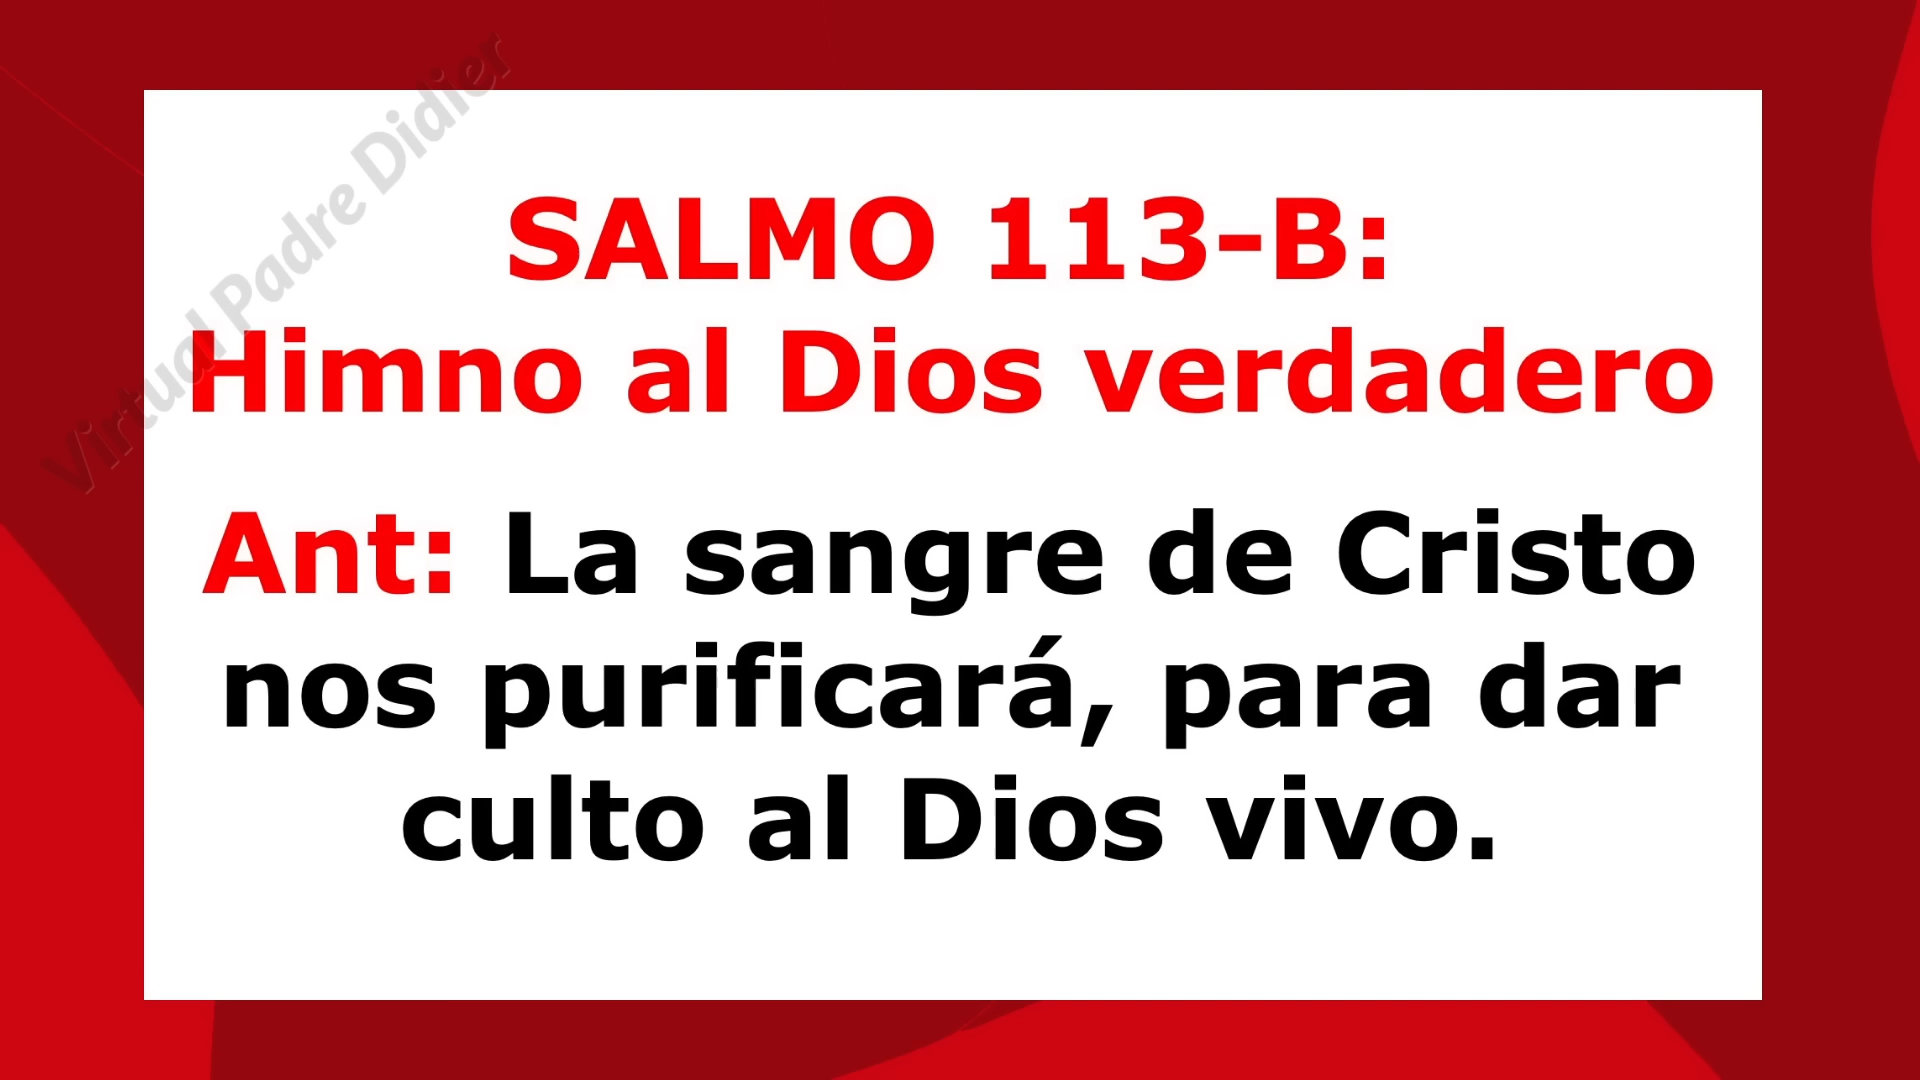 Virtual Padre Didier
SALMO 113-B:
Himno al Dios verdadero
Ant: La sangre de Cristo
nos purificará, para dar
culto al Dios vivo.